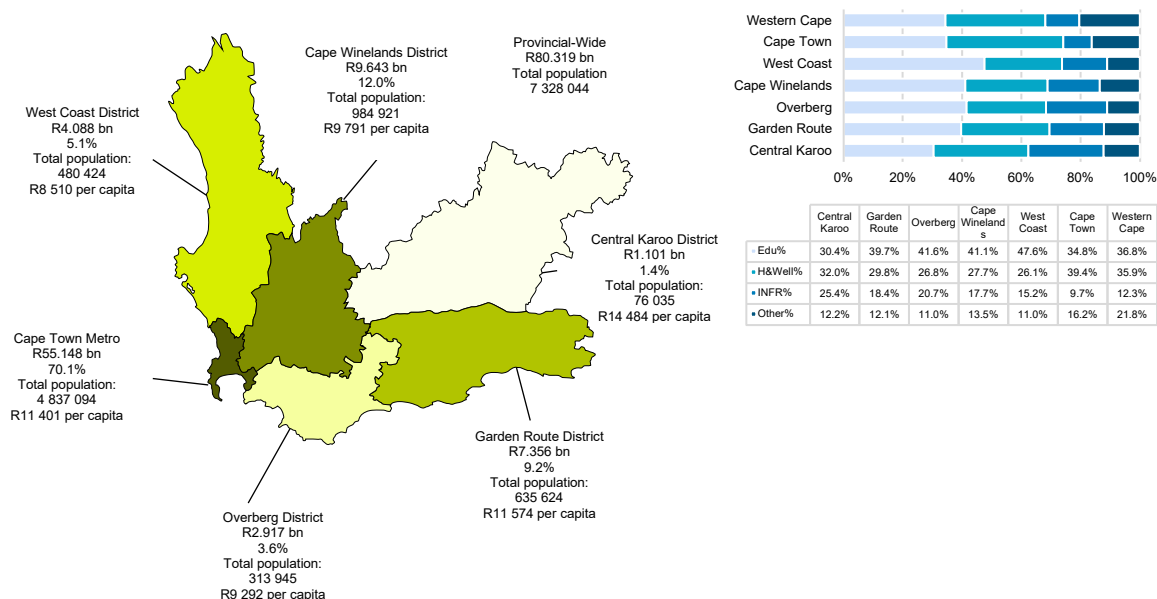 Cape Winelands District
R9.643 bn
12.0%
Total population:
984 921
R9 791 per capita
Provincial-Wide
R80.319 bn
Total population
7 328 044
West Coast District
R4.088 bn
5.1%
Total population:
480 424
R8 510 per capita
Central Karoo District
R1.101 bn
1.4%
Total population:
76 035
R14 484 per capita
Cape Town Metro
R55.148 bn
70.1%
Total population:
4 837 094
R11 401 per capita
Garden Route District
R7.356 bn
9.2%
Total population:
635 624
R11 574 per capita
Overberg District
R2.917 bn
3.6%
Total population:
313 945
R9 292 per capita
Western Cape
Cape Town
West Coast
Cape Winelands
Overberg
Garden Route
Central Karoo
0% 20% 40% 60% 80% 100%
Central Karoo Garden Route Overberg Cape Winelands West Coast Cape Town Western Cape
Edu% 30.4% 39.7% 41.6% 41.1% 47.6% 34.8% 36.8%
H&Well% 32.0% 29.8% 26.8% 27.7% 26.1% 39.4% 35.9%
INFR% 25.4% 18.4% 20.7% 17.7% 15.2% 9.7% 12.3%
Other% 12.2% 12.1% 11.0% 13.5% 11.0% 16.2% 21.8%